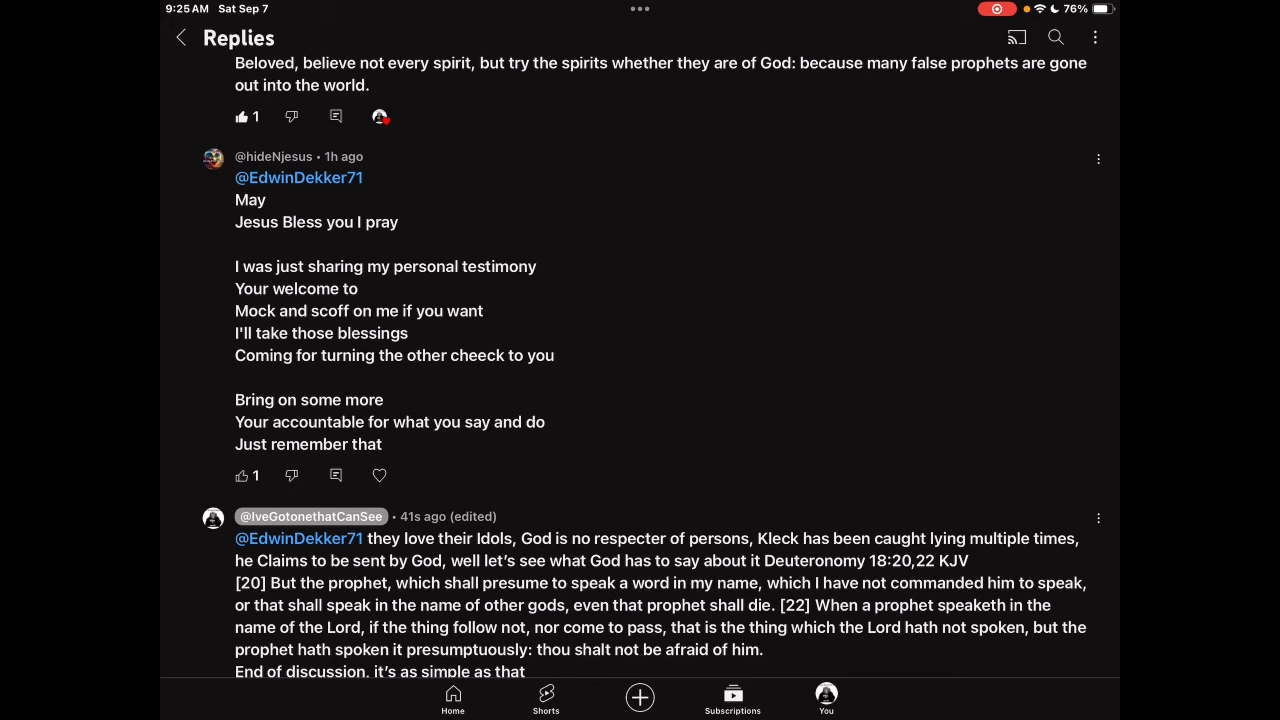 9:25 AM Sat Sep 7
76%
Replies
Beloved, believe not every spirit, but try the spirits whether they are of God: because many false prophets are gone
out into the world.
1
@hideNjesus • 1h ago
@EdwinDekker71
May
Jesus Bless you I pray
I was just sharing my personal testimony
Your welcome to
Mock and scoff on me if you want
I'll take those blessings
Coming for turning the other cheeck to you
Bring on some more
Your accountable for what you say and do
Just remember that
1
@IveGotonethatCanSee • 41s ago (edited)
@EdwinDekker71 they love their Idols, God is no respecter of persons, Kleck has been caught lying multiple times,
he Claims to be sent by God, well let’s see what God has to say about it Deuteronomy 18:20,22 KJV
[20] But the prophet, which shall presume to speak a word in my name, which I have not commanded him to speak,
or that shall speak in the name of other gods, even that prophet shall die. [22] When a prophet speaketh in the
name of the Lord, if the thing follow not, nor come to pass, that is the thing which the Lord hath not spoken, but the
prophet hath spoken it presumptuously: thou shalt not be afraid of him.
End of discussion, it’s as simple as that
Home
Shorts
Subscriptions
You